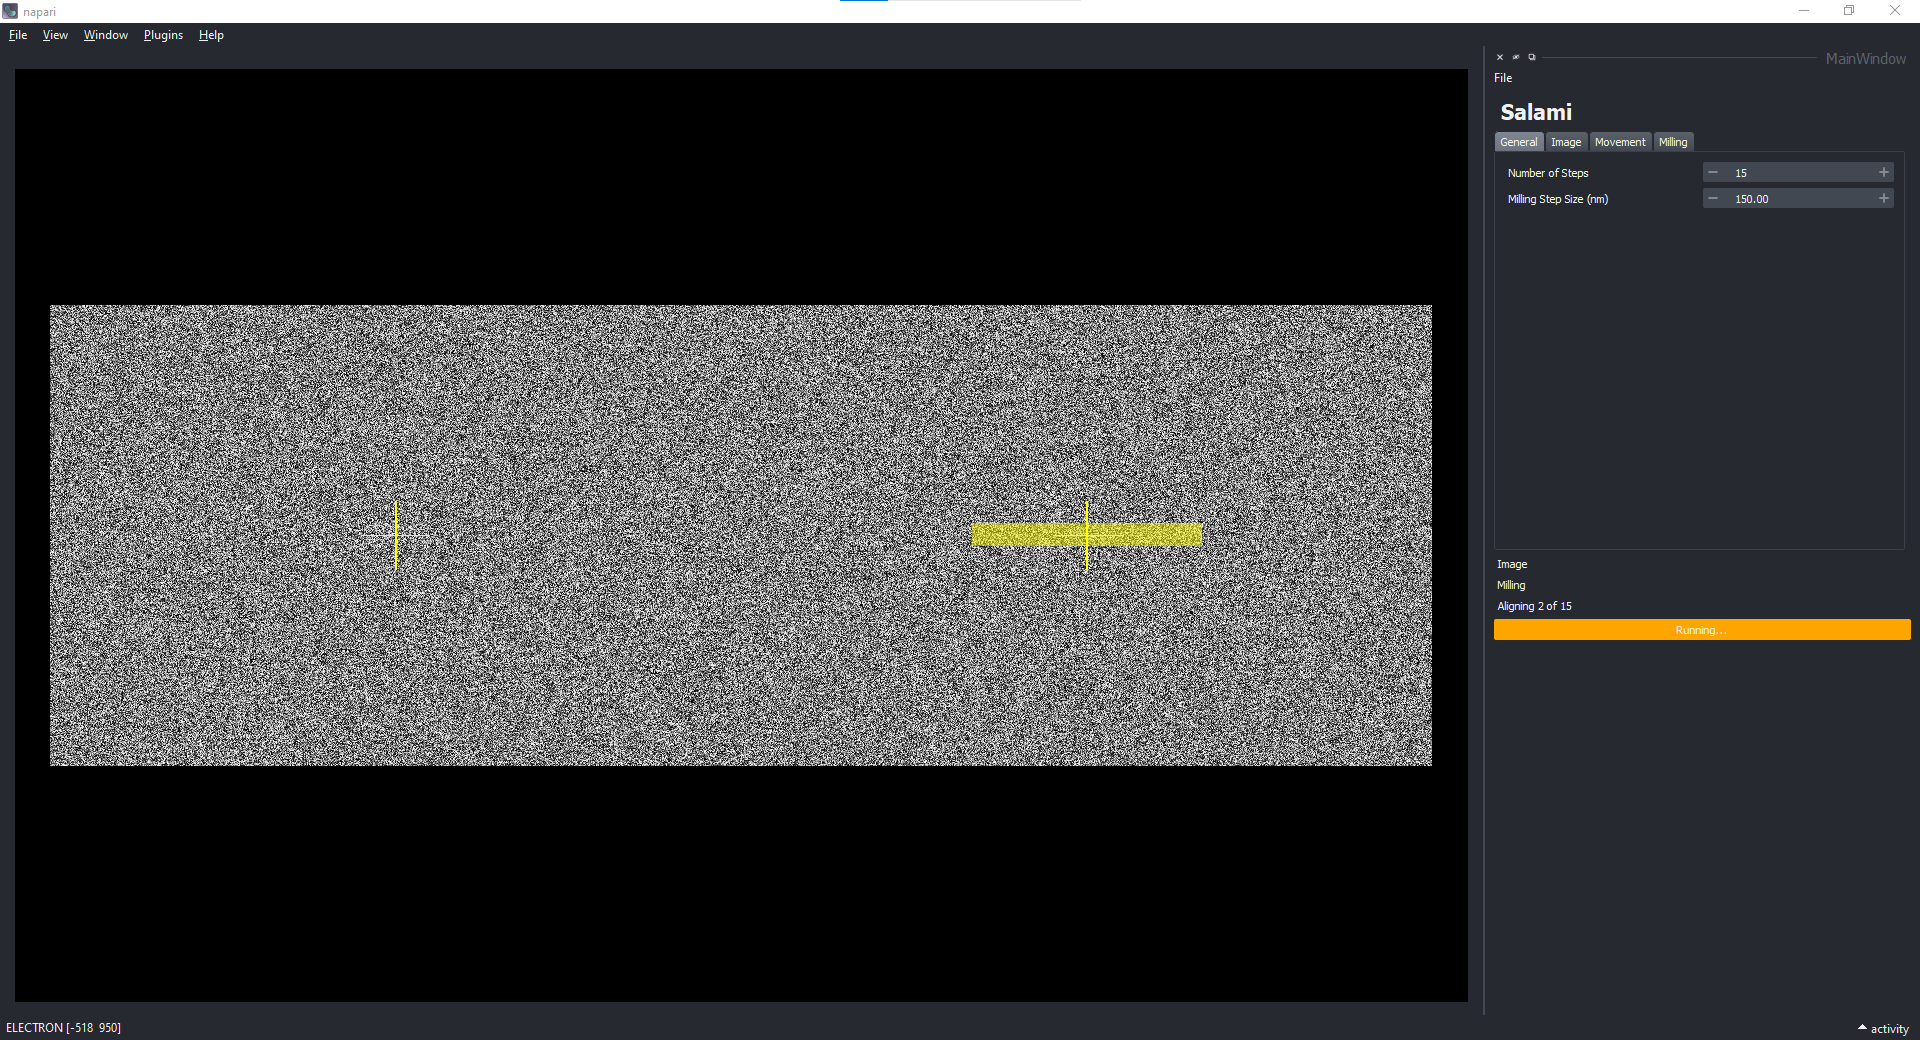 napari
File View Window Plugins Help
MainWindow
File
Salami
General Image Movement Milling
Number of Steps 15
Milling Step Size (nm) 150.00
Image
Milling
Aligning 2 of 15
Running...
ELECTRON [-518 950]
activity